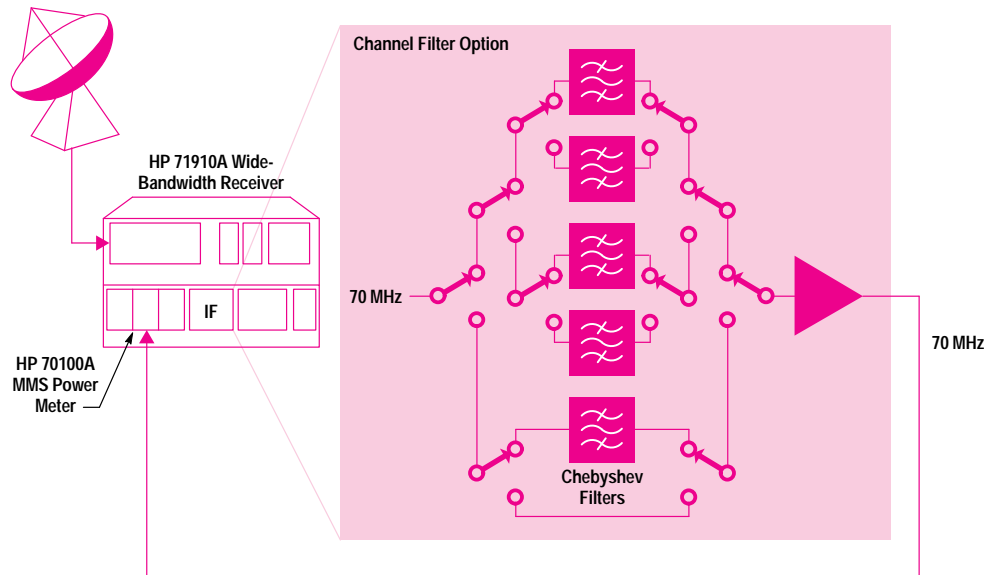 Channel Filter Option
HP 71910A Wide-
Bandwidth Receiver
70 MHz
IF
HP 70100A
MMS Power
Meter
70 MHz
Chebyshev
Filters